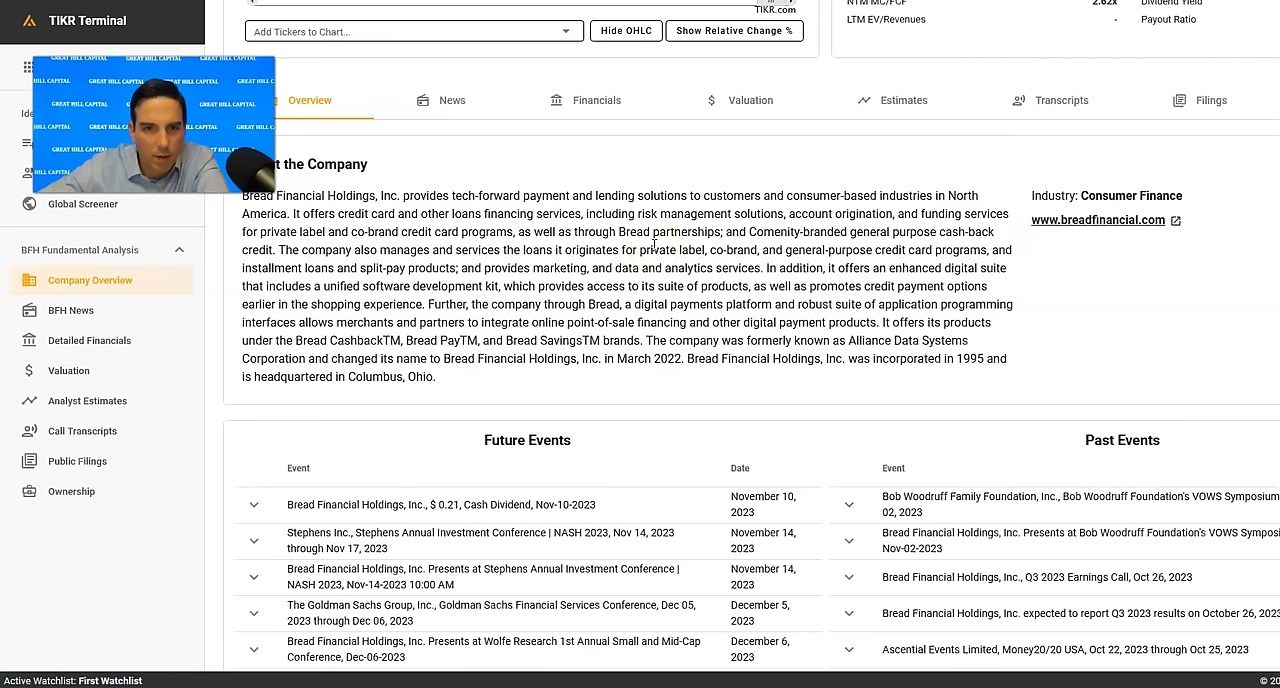 TIKR Terminal
TIKR.com
NTM MC/FCF 2.62x Dividend Yield
LTM EV/Revenues - Payout Ratio
Add Tickers to Chart...
Hide OHLC
Show Relative Change %
GREAT HILL CAPITAL
Overview
News
Financials
Valuation
Estimates
Transcripts
Filings
Ide
t the Company
Bread Financial Holdings, Inc. provides tech-forward payment and lending solutions to customers and consumer-based industries in North
America. It offers credit card and other loans financing services, including risk management solutions, account origination, and funding services
for private label and co-brand credit card programs, as well as through Bread partnerships; and Comenity-branded general purpose cash-back
credit. The company also manages and services the loans it originates for private label, co-brand, and general-purpose credit card programs, and
installment loans and split-pay products; and provides marketing, and data and analytics services. In addition, it offers an enhanced digital suite
that includes a unified software development kit, which provides access to its suite of products, as well as promotes credit payment options
earlier in the shopping experience. Further, the company through Bread, a digital payments platform and robust suite of application programming
interfaces allows merchants and partners to integrate online point-of-sale financing and other digital payment products. It offers its products
under the Bread CashbackTM, Bread PayTM, and Bread SavingsTM brands. The company was formerly known as Alliance Data Systems
Corporation and changed its name to Bread Financial Holdings, Inc. in March 2022. Bread Financial Holdings, Inc. was incorporated in 1995 and
is headquartered in Columbus, Ohio.
Industry: Consumer Finance
www.breadfinancial.com
Global Screener
BFH Fundamental Analysis
Company Overview
BFH News
Detailed Financials
Valuation
Analyst Estimates
Call Transcripts
Public Filings
Ownership
Future Events
Event Date
Bread Financial Holdings, Inc., $ 0.21, Cash Dividend, Nov-10-2023
November 10,
2023
Stephens Inc., Stephens Annual Investment Conference | NASH 2023, Nov 14, 2023
through Nov 17, 2023
November 14,
2023
Bread Financial Holdings, Inc. Presents at Stephens Annual Investment Conference |
NASH 2023, Nov-14-2023 10:00 AM
November 14,
2023
The Goldman Sachs Group, Inc., Goldman Sachs Financial Services Conference, Dec 05,
2023 through Dec 06, 2023
December 5,
2023
Bread Financial Holdings, Inc. Presents at Wolfe Research 1st Annual Small and Mid-Cap
Conference, Dec-06-2023
December 6,
2023
Past Events
Event
Bob Woodruff Family Foundation, Inc., Bob Woodruff Foundation's VOWS Symposium
02, 2023
Bread Financial Holdings, Inc. Presents at Bob Woodruff Foundation's VOWS Symposi
Nov-02-2023
Bread Financial Holdings, Inc., Q3 2023 Earnings Call, Oct 26, 2023
Bread Financial Holdings, Inc. expected to report Q3 2023 results on October 26, 2023
Ascential Events Limited, Money20/20 USA, Oct 22, 2023 through Oct 25, 2023
Active Watchlist: First Watchlist
© 20